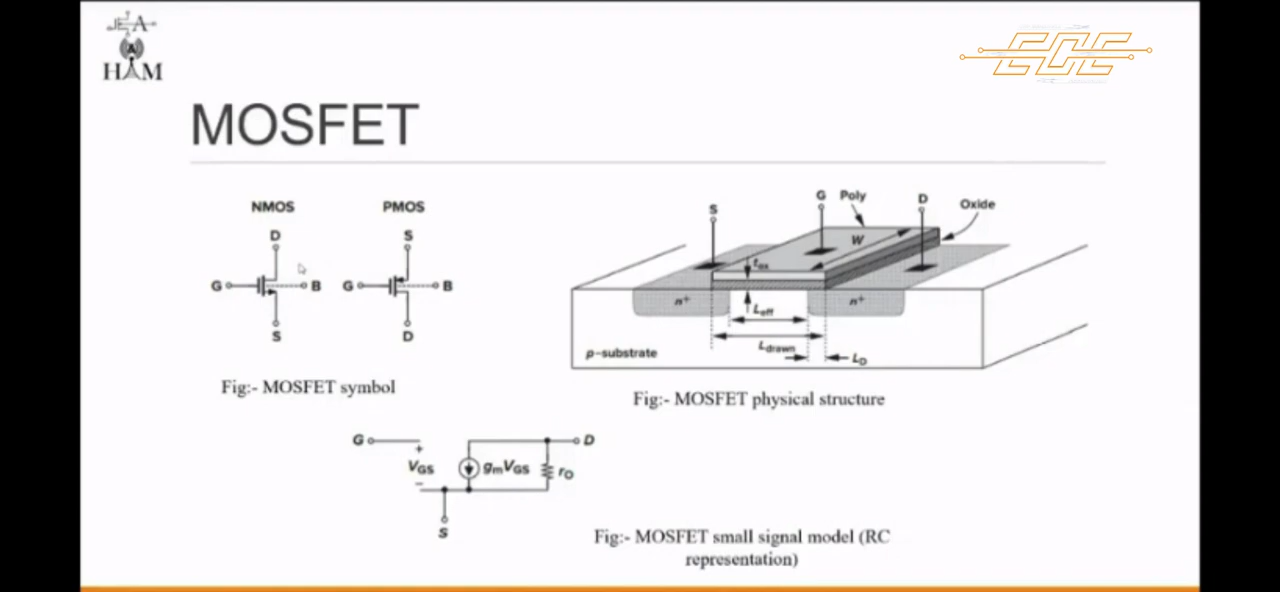 A
HAM
ECE
MOSFET
NMOS
PMOS
D
S
G
B
G
B
S
D
Fig:- MOSFET symbol
S
G
Poly
D
Oxide
W
tox
n+
n+
Leff
Ldrawn
LD
p-substrate
Fig:- MOSFET physical structure
G
D
+
VGS
gmVGS
rO
−
S
Fig:- MOSFET small signal model (RC
representation)